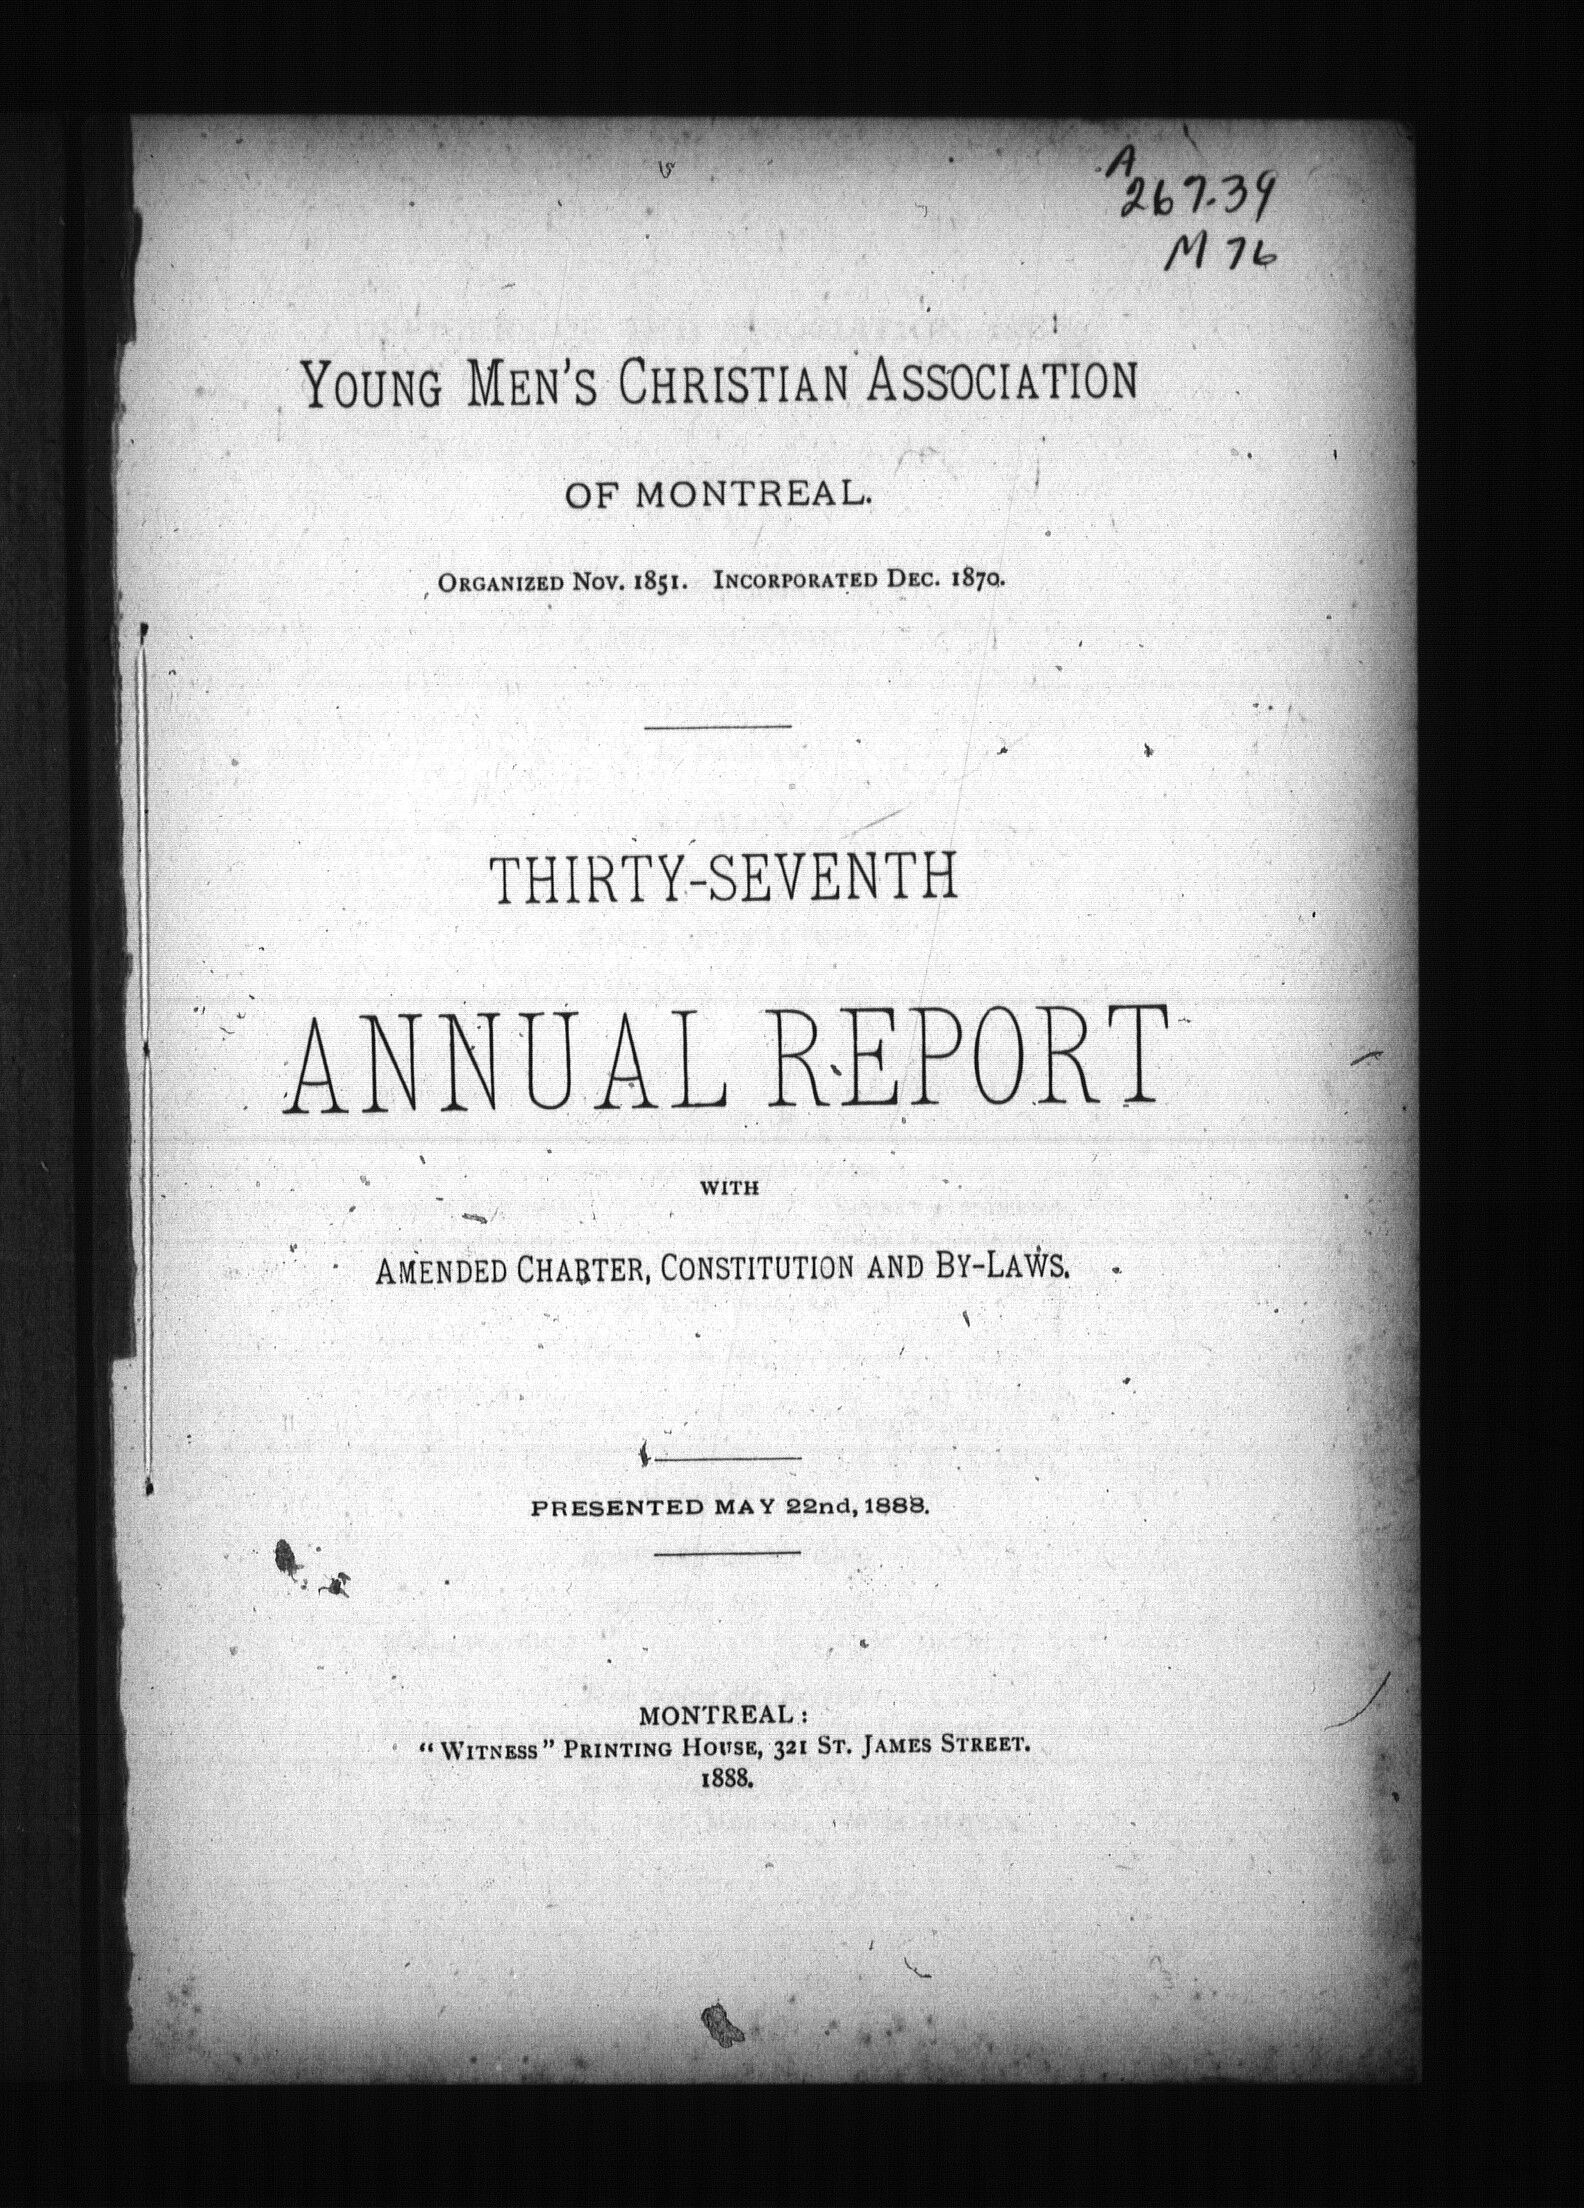 A
267.39
M 76
YOUNG MEN'S CHRISTIAN ASSOCIATION
OF MONTREAL.
ORGANIZED NOV. 1851. INCORPORATED DEC. 1870.
THIRTY-SEVENTH
ANNUAL REPORT
WITH
AMENDED CHARTER, CONSTITUTION AND BY-LAWS.
PRESENTED MAY 22nd, 1888.
MONTREAL:
"WITNESS" PRINTING HOUSE, 321 ST. JAMES STREET.
1888.